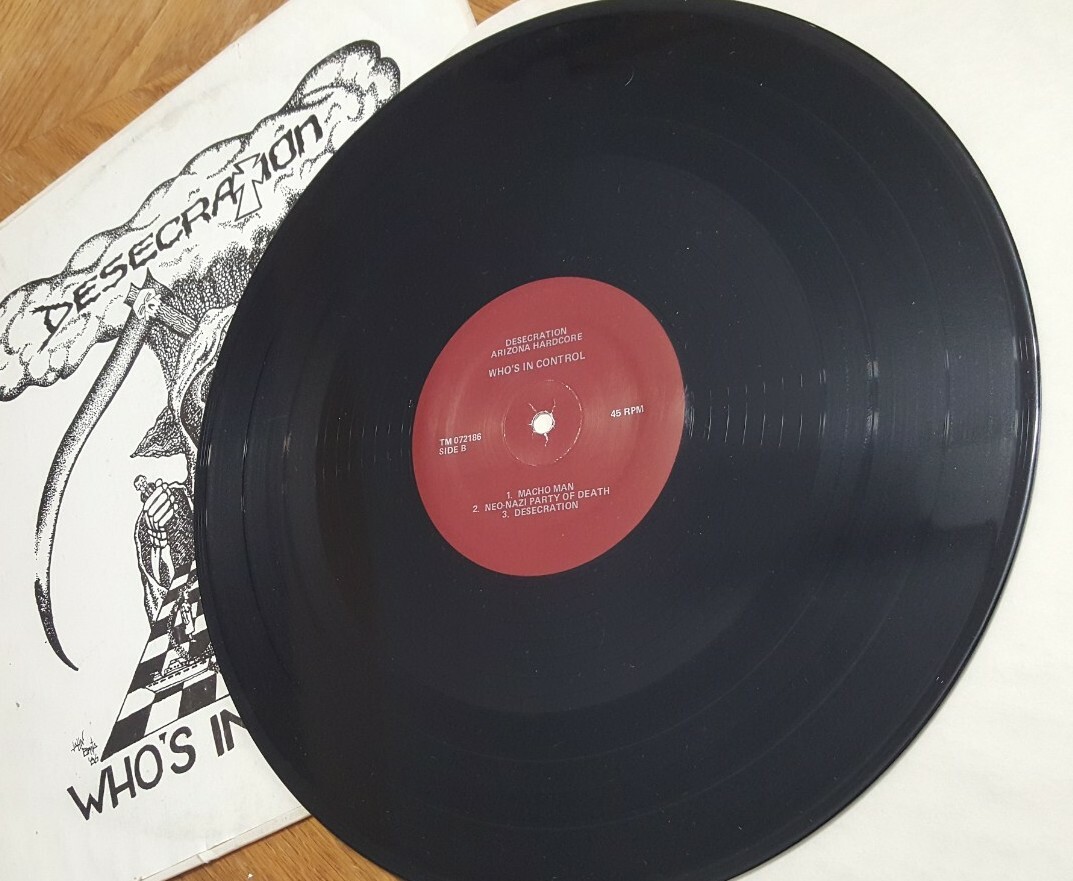 DESECRATION
WHO'S IN
DESECRATION
ARIZONA HARDCORE
WHO'S IN CONTROL
45 RPM
TM 072186
SIDE B
1. MACHO MAN
2. NEO-NAZI PARTY OF DEATH
3. DESECRATION